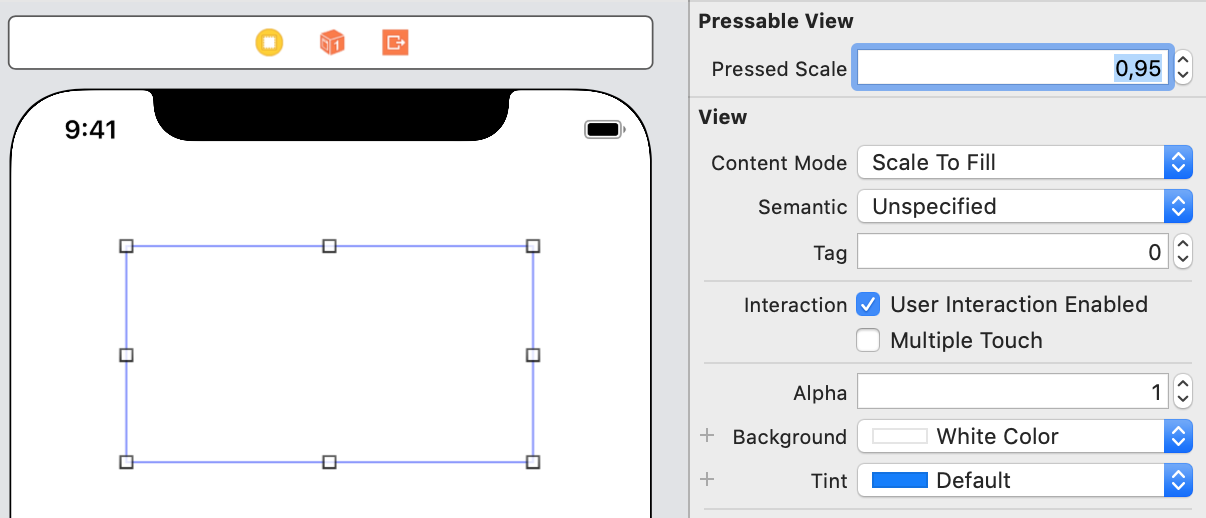 9:41
Pressable View
Pressed Scale 0,95
View
Content Mode Scale To Fill
Semantic Unspecified
Tag 0
Interaction User Interaction Enabled
Multiple Touch
Alpha 1
Background White Color
Tint Default